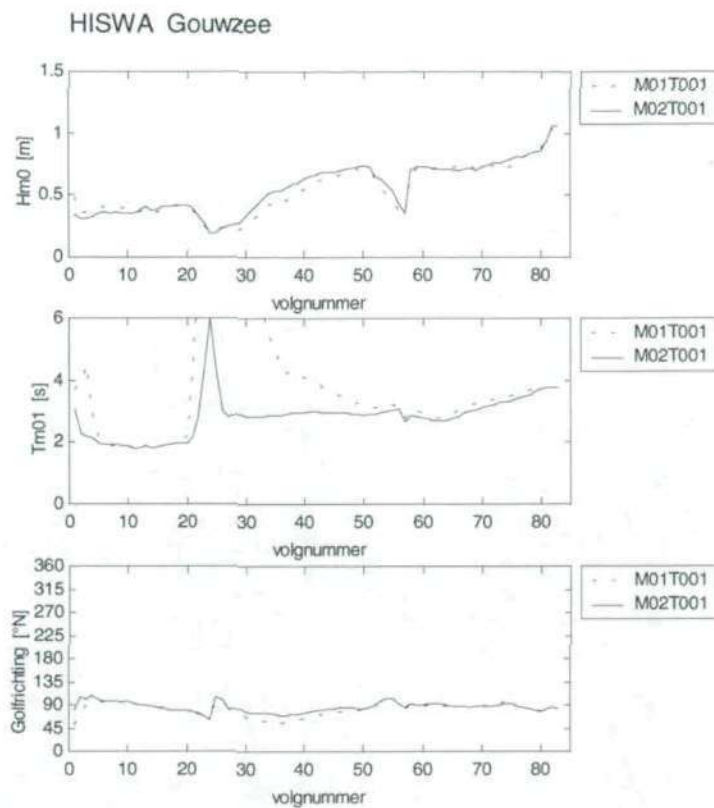 HISWA Gouwzee
1.5
1
0.5
0
Hm0 [m]
0 10 20 30 40 50 60 70 80
volgnummer
M01T001
M02T001
6
4
2
0
Tm01 [s]
0 10 20 30 40 50 60 70 80
volgnummer
M01T001
M02T001
360
315
270
225
180
135
90
45
0
Golfrichting [°N]
0 10 20 30 40 50 60 70 80
volgnummer
M01T001
M02T001